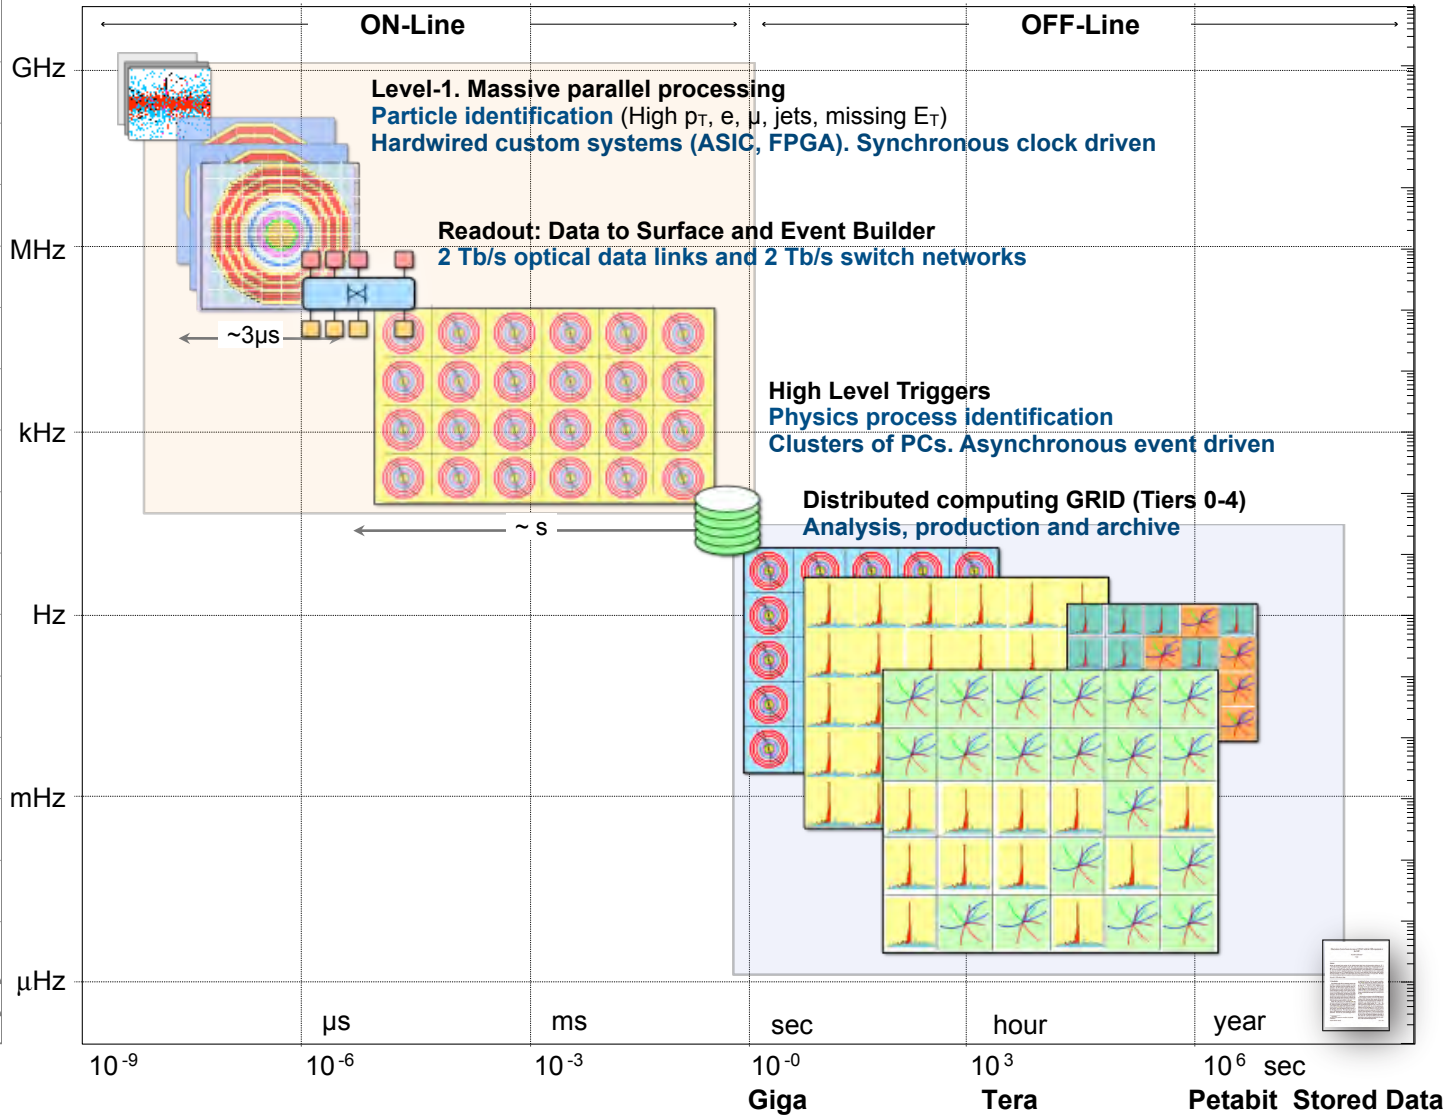 ON-Line
OFF-Line
GHz
Level-1. Massive parallel processing
Particle identification (High pT, e, µ, jets, missing ET)
Hardwired custom systems (ASIC, FPGA). Synchronous clock driven
Readout: Data to Surface and Event Builder
MHz
2 Tb/s optical data links and 2 Tb/s switch networks
~3µs
High Level Triggers
Physics process identification
kHz
Clusters of PCs. Asynchronous event driven
Distributed computing GRID (Tiers 0-4)
~ s
Analysis, production and archive
Hz
mHz
µHz
µs
ms
sec
hour
year
10-9
10-6
10-3
10-0
103
106 sec
Giga
Tera
Petabit Stored Data